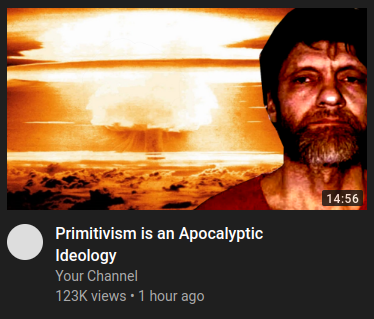 14:56
Primitivism is an Apocalyptic
Ideology
Your Channel
123K views • 1 hour ago